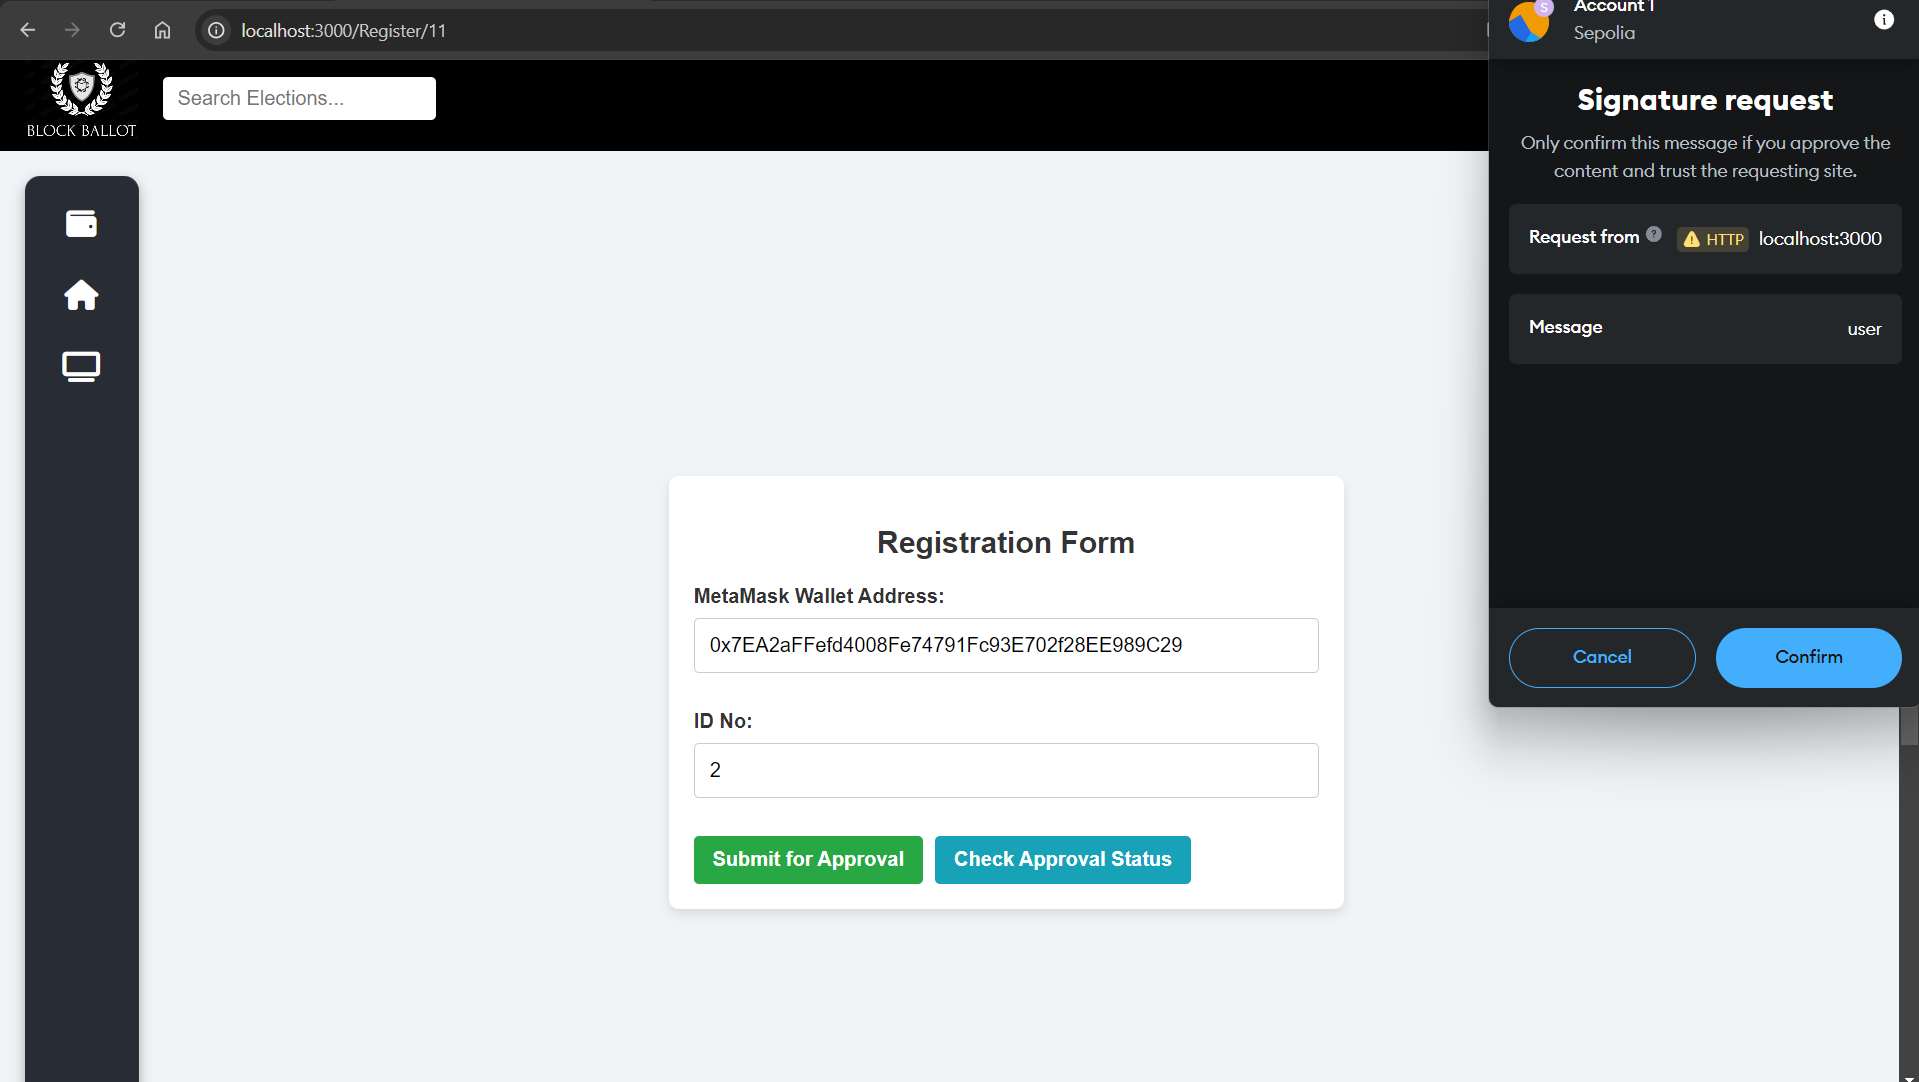 localhost:3000/Register/11
BLOCK BALLOT
Search Elections...
Registration Form
MetaMask Wallet Address:
0x7EA2aFFefd4008Fe74791Fc93E702f28EE989C29
ID No:
2
Submit for Approval
Check Approval Status
S
Account 1
Sepolia
Signature request
Only confirm this message if you approve the
content and trust the requesting site.
Request from ? HTTP localhost:3000
Message user
Cancel
Confirm